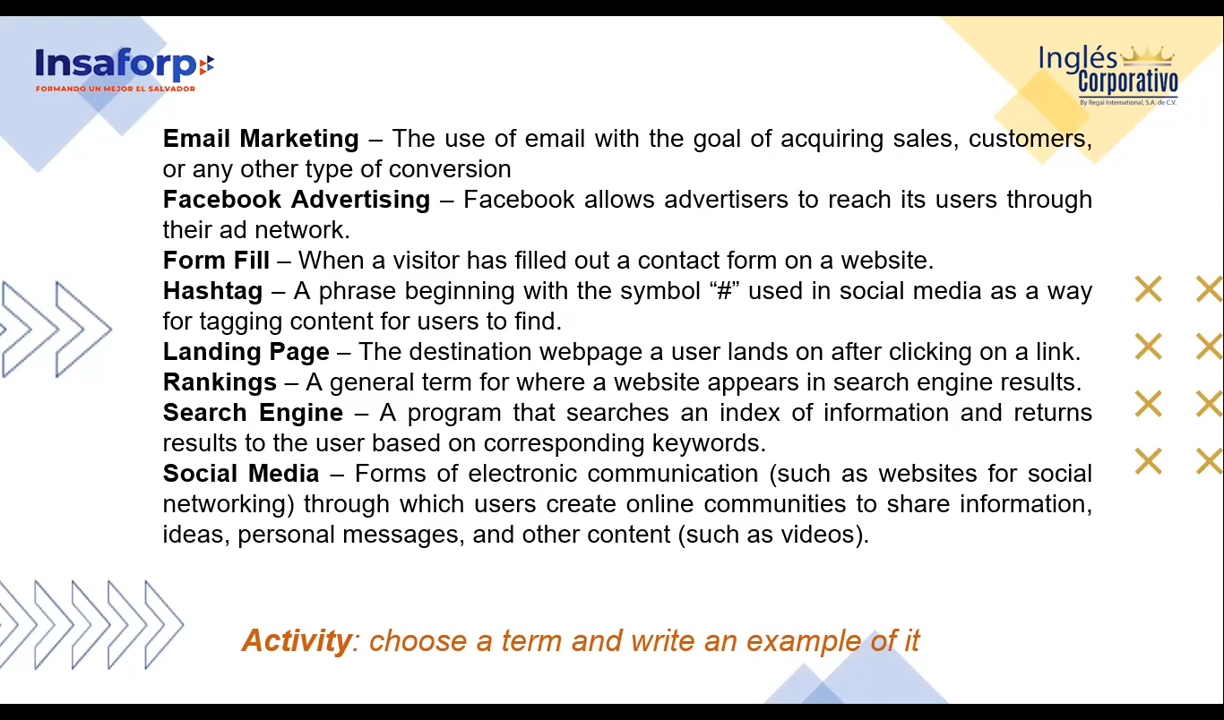 Insaforp
FORMANDO UN MEJOR EL SALVADOR
Inglés
Corporativo
By Regal International, S.A. de C.V.
Email Marketing – The use of email with the goal of acquiring sales, customers,
or any other type of conversion
Facebook Advertising – Facebook allows advertisers to reach its users through
their ad network.
Form Fill – When a visitor has filled out a contact form on a website.
Hashtag – A phrase beginning with the symbol “#” used in social media as a way
for tagging content for users to find.
Landing Page – The destination webpage a user lands on after clicking on a link.
Rankings – A general term for where a website appears in search engine results.
Search Engine – A program that searches an index of information and returns
results to the user based on corresponding keywords.
Social Media – Forms of electronic communication (such as websites for social
networking) through which users create online communities to share information,
ideas, personal messages, and other content (such as videos).
Activity: choose a term and write an example of it